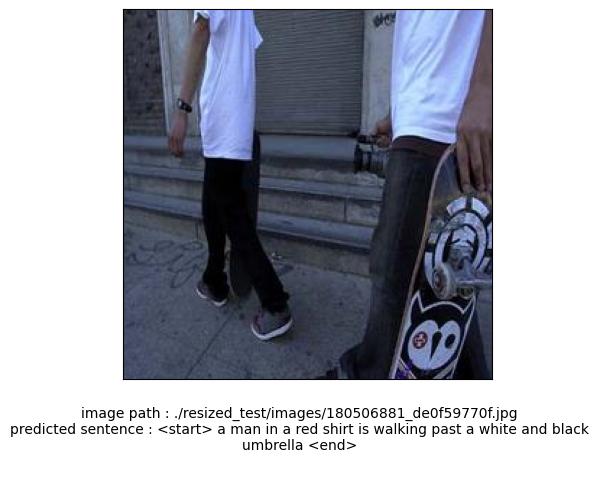 image path : ./resized_test/images/180506881_de0f59770f.jpg
predicted sentence : <start> a man in a red shirt is walking past a white and black
umbrella <end>